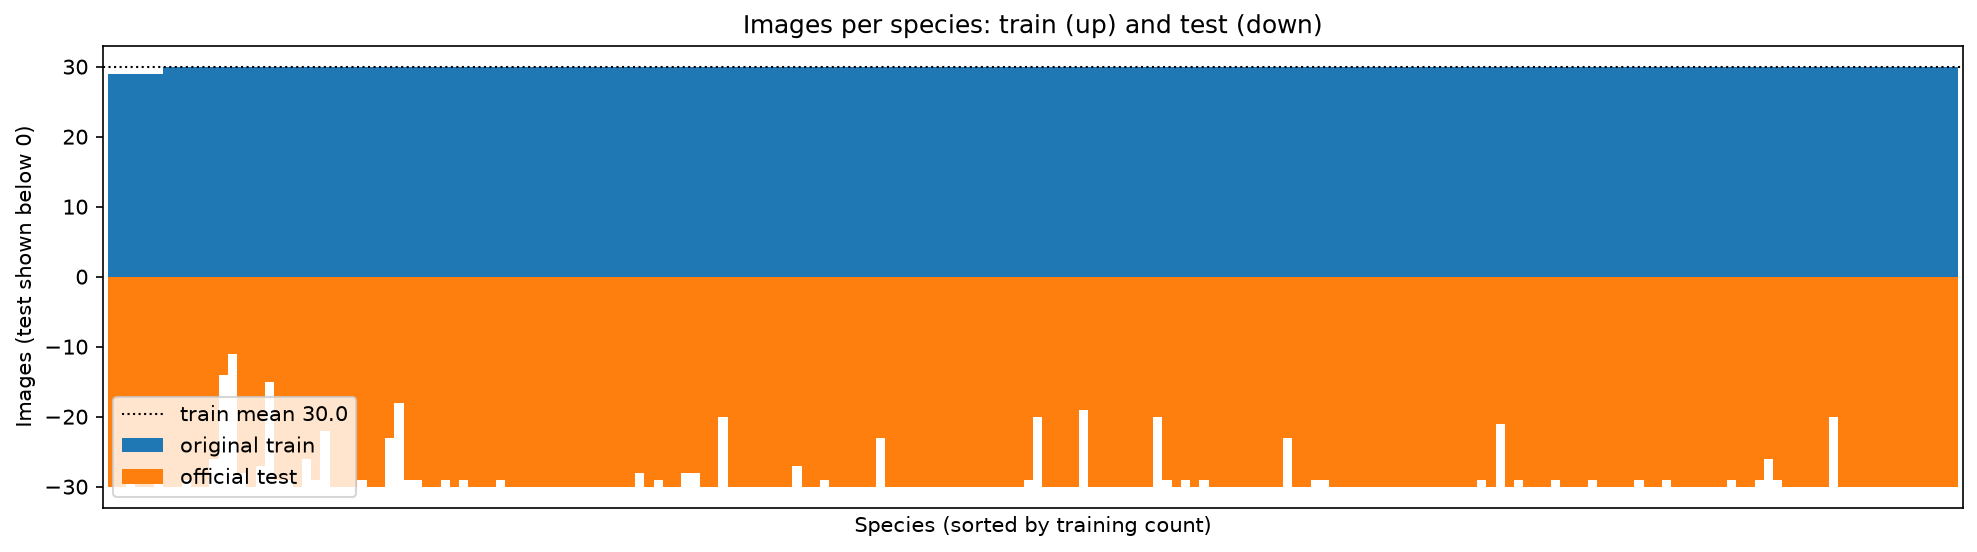 Images per species: train (up) and test (down)
Images (test shown below 0)
30
20
10
0
−10
−20
−30
train mean 30.0
original train
official test
Species (sorted by training count)